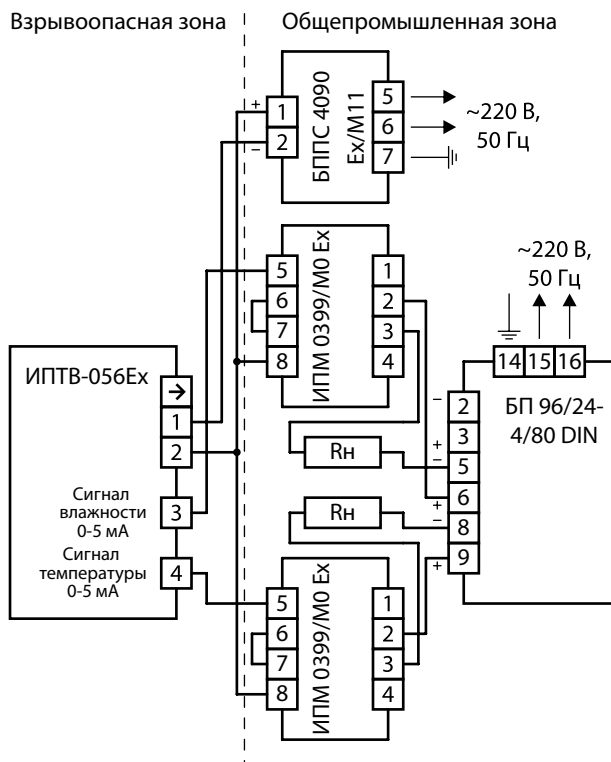 Взрывоопасная зона
Общепромышленная зона
БППС 4090
Ex/М11
+
1
–
2
5
6
7
~220 В,
50 Гц
ИПМ 0399/М0 Ex
5
6
7
8
1
2
3
4
~220 В,
50 Гц
14
15
16
БП 96/24-
4/80 DIN
–
2
3
+
–
5
6
+
–
8
9
+
Rн
Rн
ИПТВ-056Ex
→
1
2
Сигнал
влажности
0-5 мА
3
Сигнал
температуры
0-5 мА
4
ИПМ 0399/М0 Ex
5
6
7
8
1
2
3
4